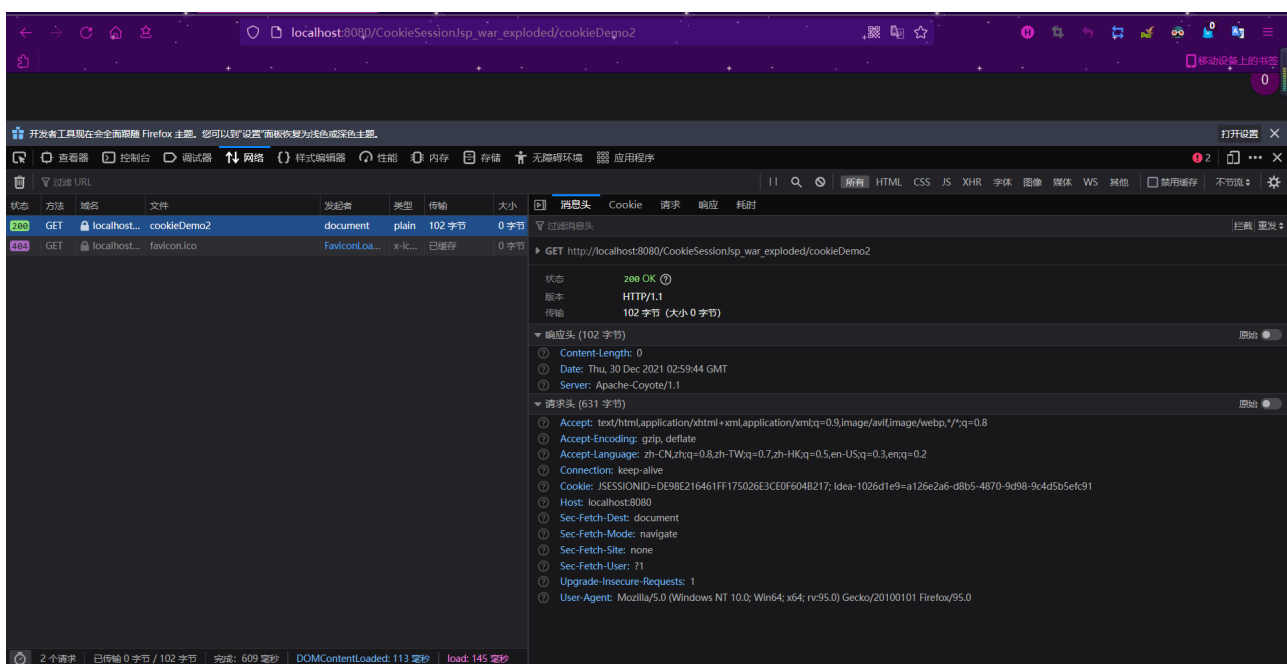 localhost:8080/CookieSessionJsp_war_exploded/cookieDemo2
移动设备上的书签
0
开发者工具现在会全面跟随 Firefox 主题。您可以到“设置”面板恢复为浅色或深色主题。 打开设置
查看器 控制台 调试器 网络 {} 样式编辑器 性能 内存 存储 无障碍环境 应用程序 2
过滤 URL 所有 HTML CSS JS XHR 字体 图像 媒体 WS 其他 禁用缓存 不节流
状态 方法 域名 文件 发起者 类型 传输 大小 消息头 Cookie 请求 响应 耗时
200 GET localhost... cookieDemo2 document plain 102 字节 0 字节 过滤消息头 拦截 重发
404 GET localhost... favicon.ico FaviconLoa... x-ic... 已缓存 0 字节
GET http://localhost:8080/CookieSessionJsp_war_exploded/cookieDemo2
状态 200 OK
版本 HTTP/1.1
传输 102 字节 (大小 0 字节)
响应头 (102 字节) 原始
Content-Length: 0
Date: Thu, 30 Dec 2021 02:59:44 GMT
Server: Apache-Coyote/1.1
请求头 (631 字节) 原始
Accept: text/html,application/xhtml+xml,application/xml;q=0.9,image/avif,image/webp,*/*;q=0.8
Accept-Encoding: gzip, deflate
Accept-Language: zh-CN,zh;q=0.8,zh-TW;q=0.7,zh-HK;q=0.5,en-US;q=0.3,en;q=0.2
Connection: keep-alive
Cookie: JSESSIONID=DE98E216461FF175026E3CE0F604B217; Idea-1026d1e9=a126e2a6-d8b5-4870-9d98-9c4d5b5efc91
Host: localhost:8080
Sec-Fetch-Dest: document
Sec-Fetch-Mode: navigate
Sec-Fetch-Site: none
Sec-Fetch-User: ?1
Upgrade-Insecure-Requests: 1
User-Agent: Mozilla/5.0 (Windows NT 10.0; Win64; x64; rv:95.0) Gecko/20100101 Firefox/95.0
2 个请求 已传输 0 字节 / 102 字节 完成: 609 毫秒 DOMContentLoaded: 113 毫秒 load: 145 毫秒